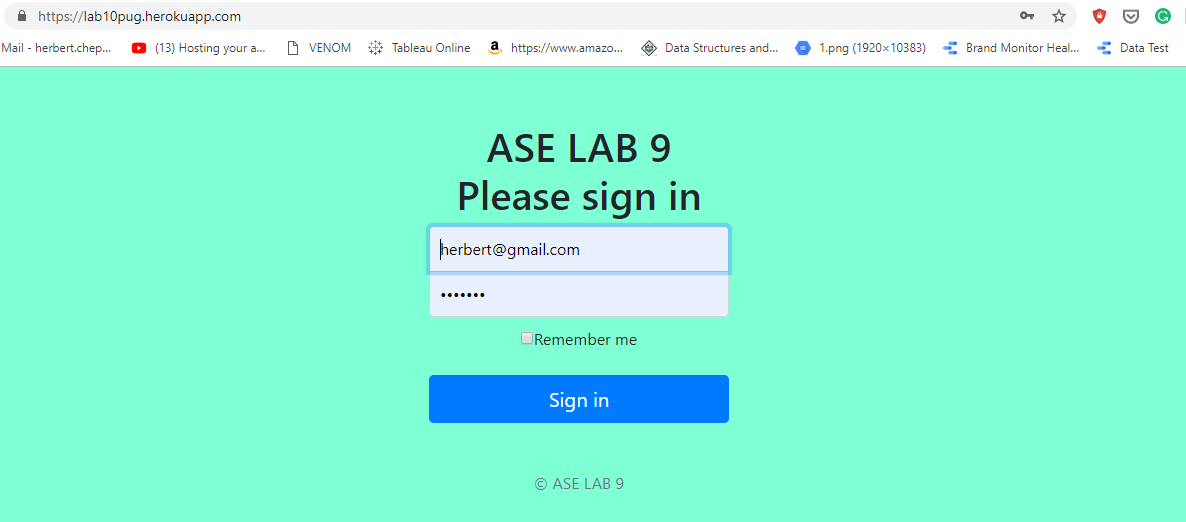 https://lab10pug.herokuapp.com
Mail - herbert.chep... (13) Hosting your a... VENOM Tableau Online https://www.amazo... Data Structures and... 1.png (1920×10383) Brand Monitor Heal... Data Test
ASE LAB 9
Please sign in
herbert@gmail.com
•••••••
Remember me
Sign in
© ASE LAB 9